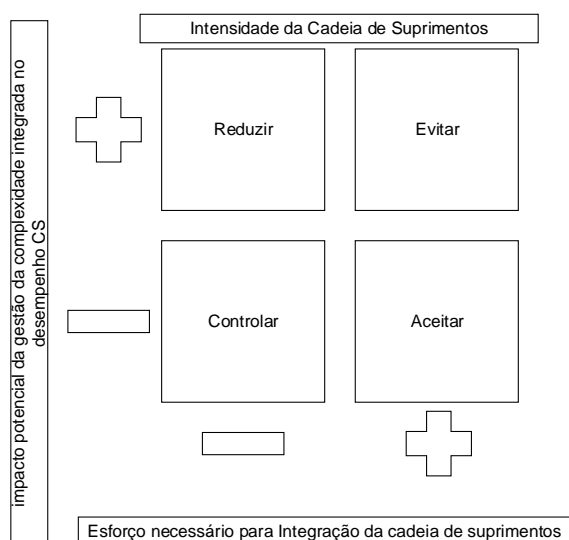 Intensidade da Cadeia de Suprimentos
impacto potencial da gestão da complexidade integrada no
desempenho CS
Reduzir
Evitar
Controlar
Aceitar
Esforço necessário para Integração da cadeia de suprimentos